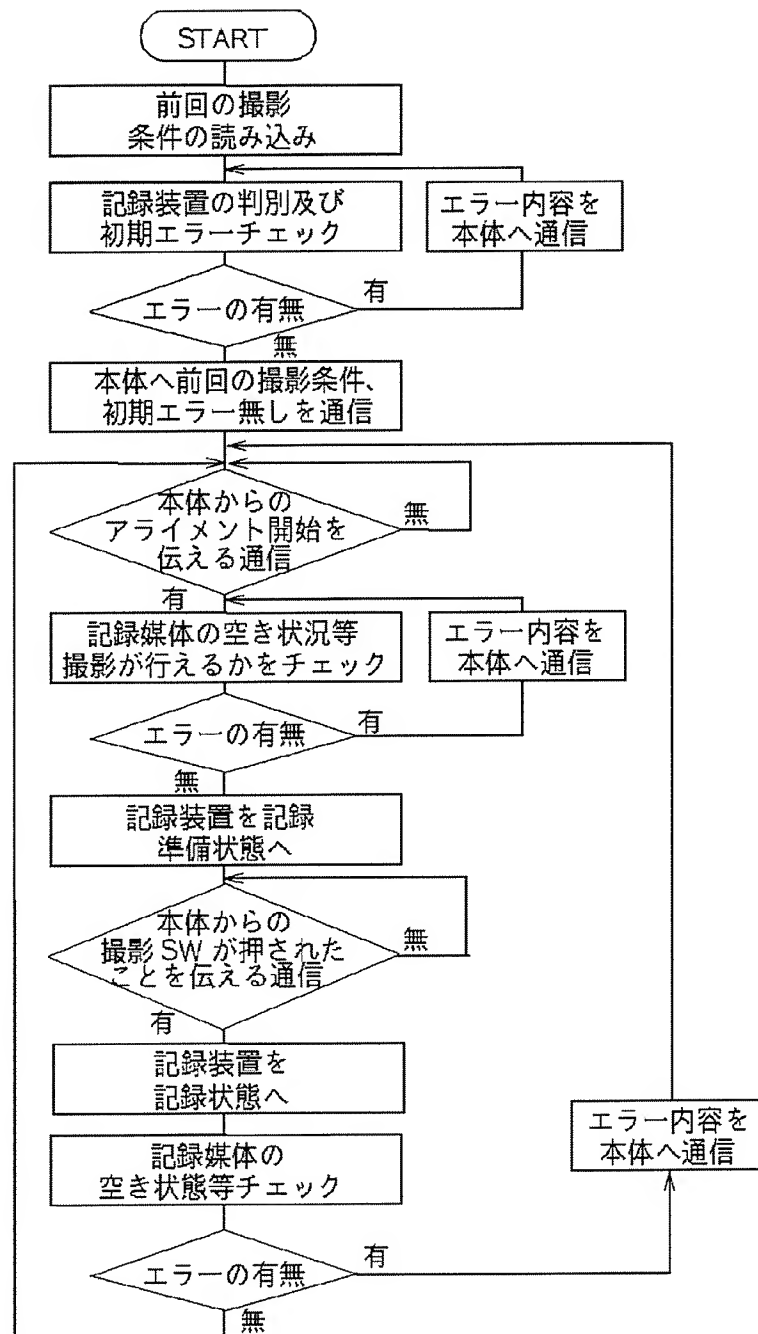 START
前回の撮影
条件の読み込み
記録装置の判別及び
初期エラーチェック
エラー内容を
本体へ通信
エラーの有無
有
無
本体へ前回の撮影条件、
初期エラー無しを通信
本体からの
アライメント開始を
伝える通信
無
有
記録媒体の空き状況等
撮影が行えるかをチェック
エラー内容を
本体へ通信
エラーの有無
有
無
記録装置を記録
準備状態へ
本体からの
撮影 SW が押された
ことを伝える通信
無
有
記録装置を
記録状態へ
記録媒体の
空き状態等チェック
エラー内容を
本体へ通信
エラーの有無
有
無